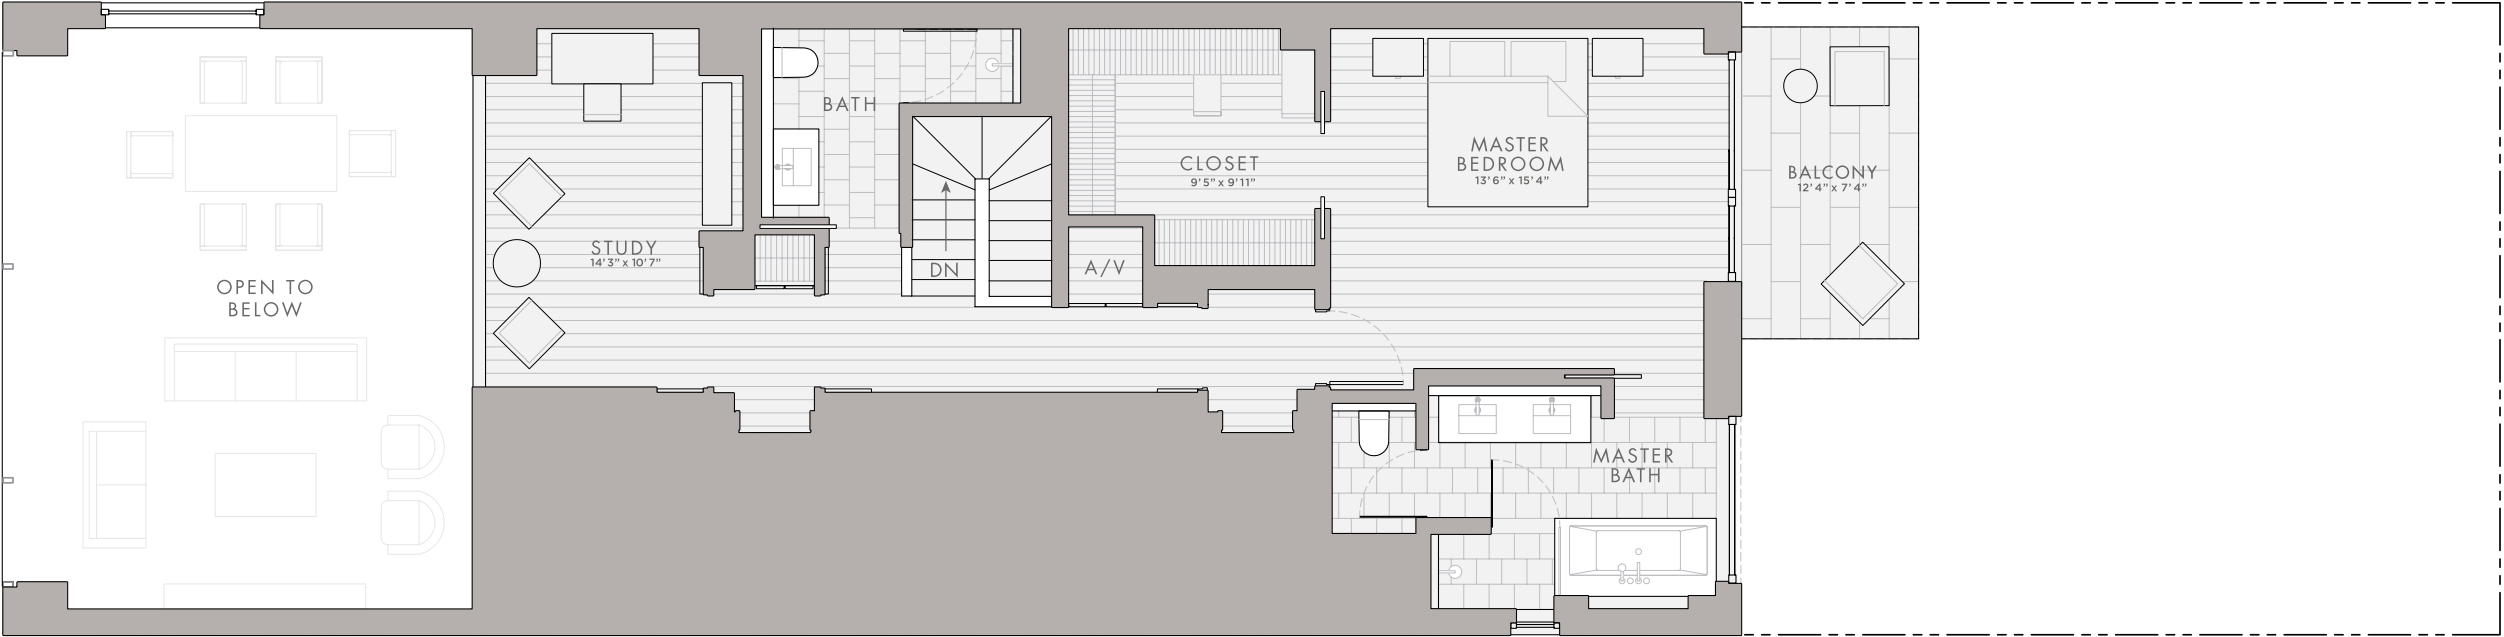 OPEN TO
BELOW
STUDY
14’3” x 10’7”
BATH
DN
A/V
CLOSET
9’5” x 9’11”
MASTER
BEDROOM
13’6” x 15’4”
BALCONY
12’4” x 7’4”
MASTER
BATH